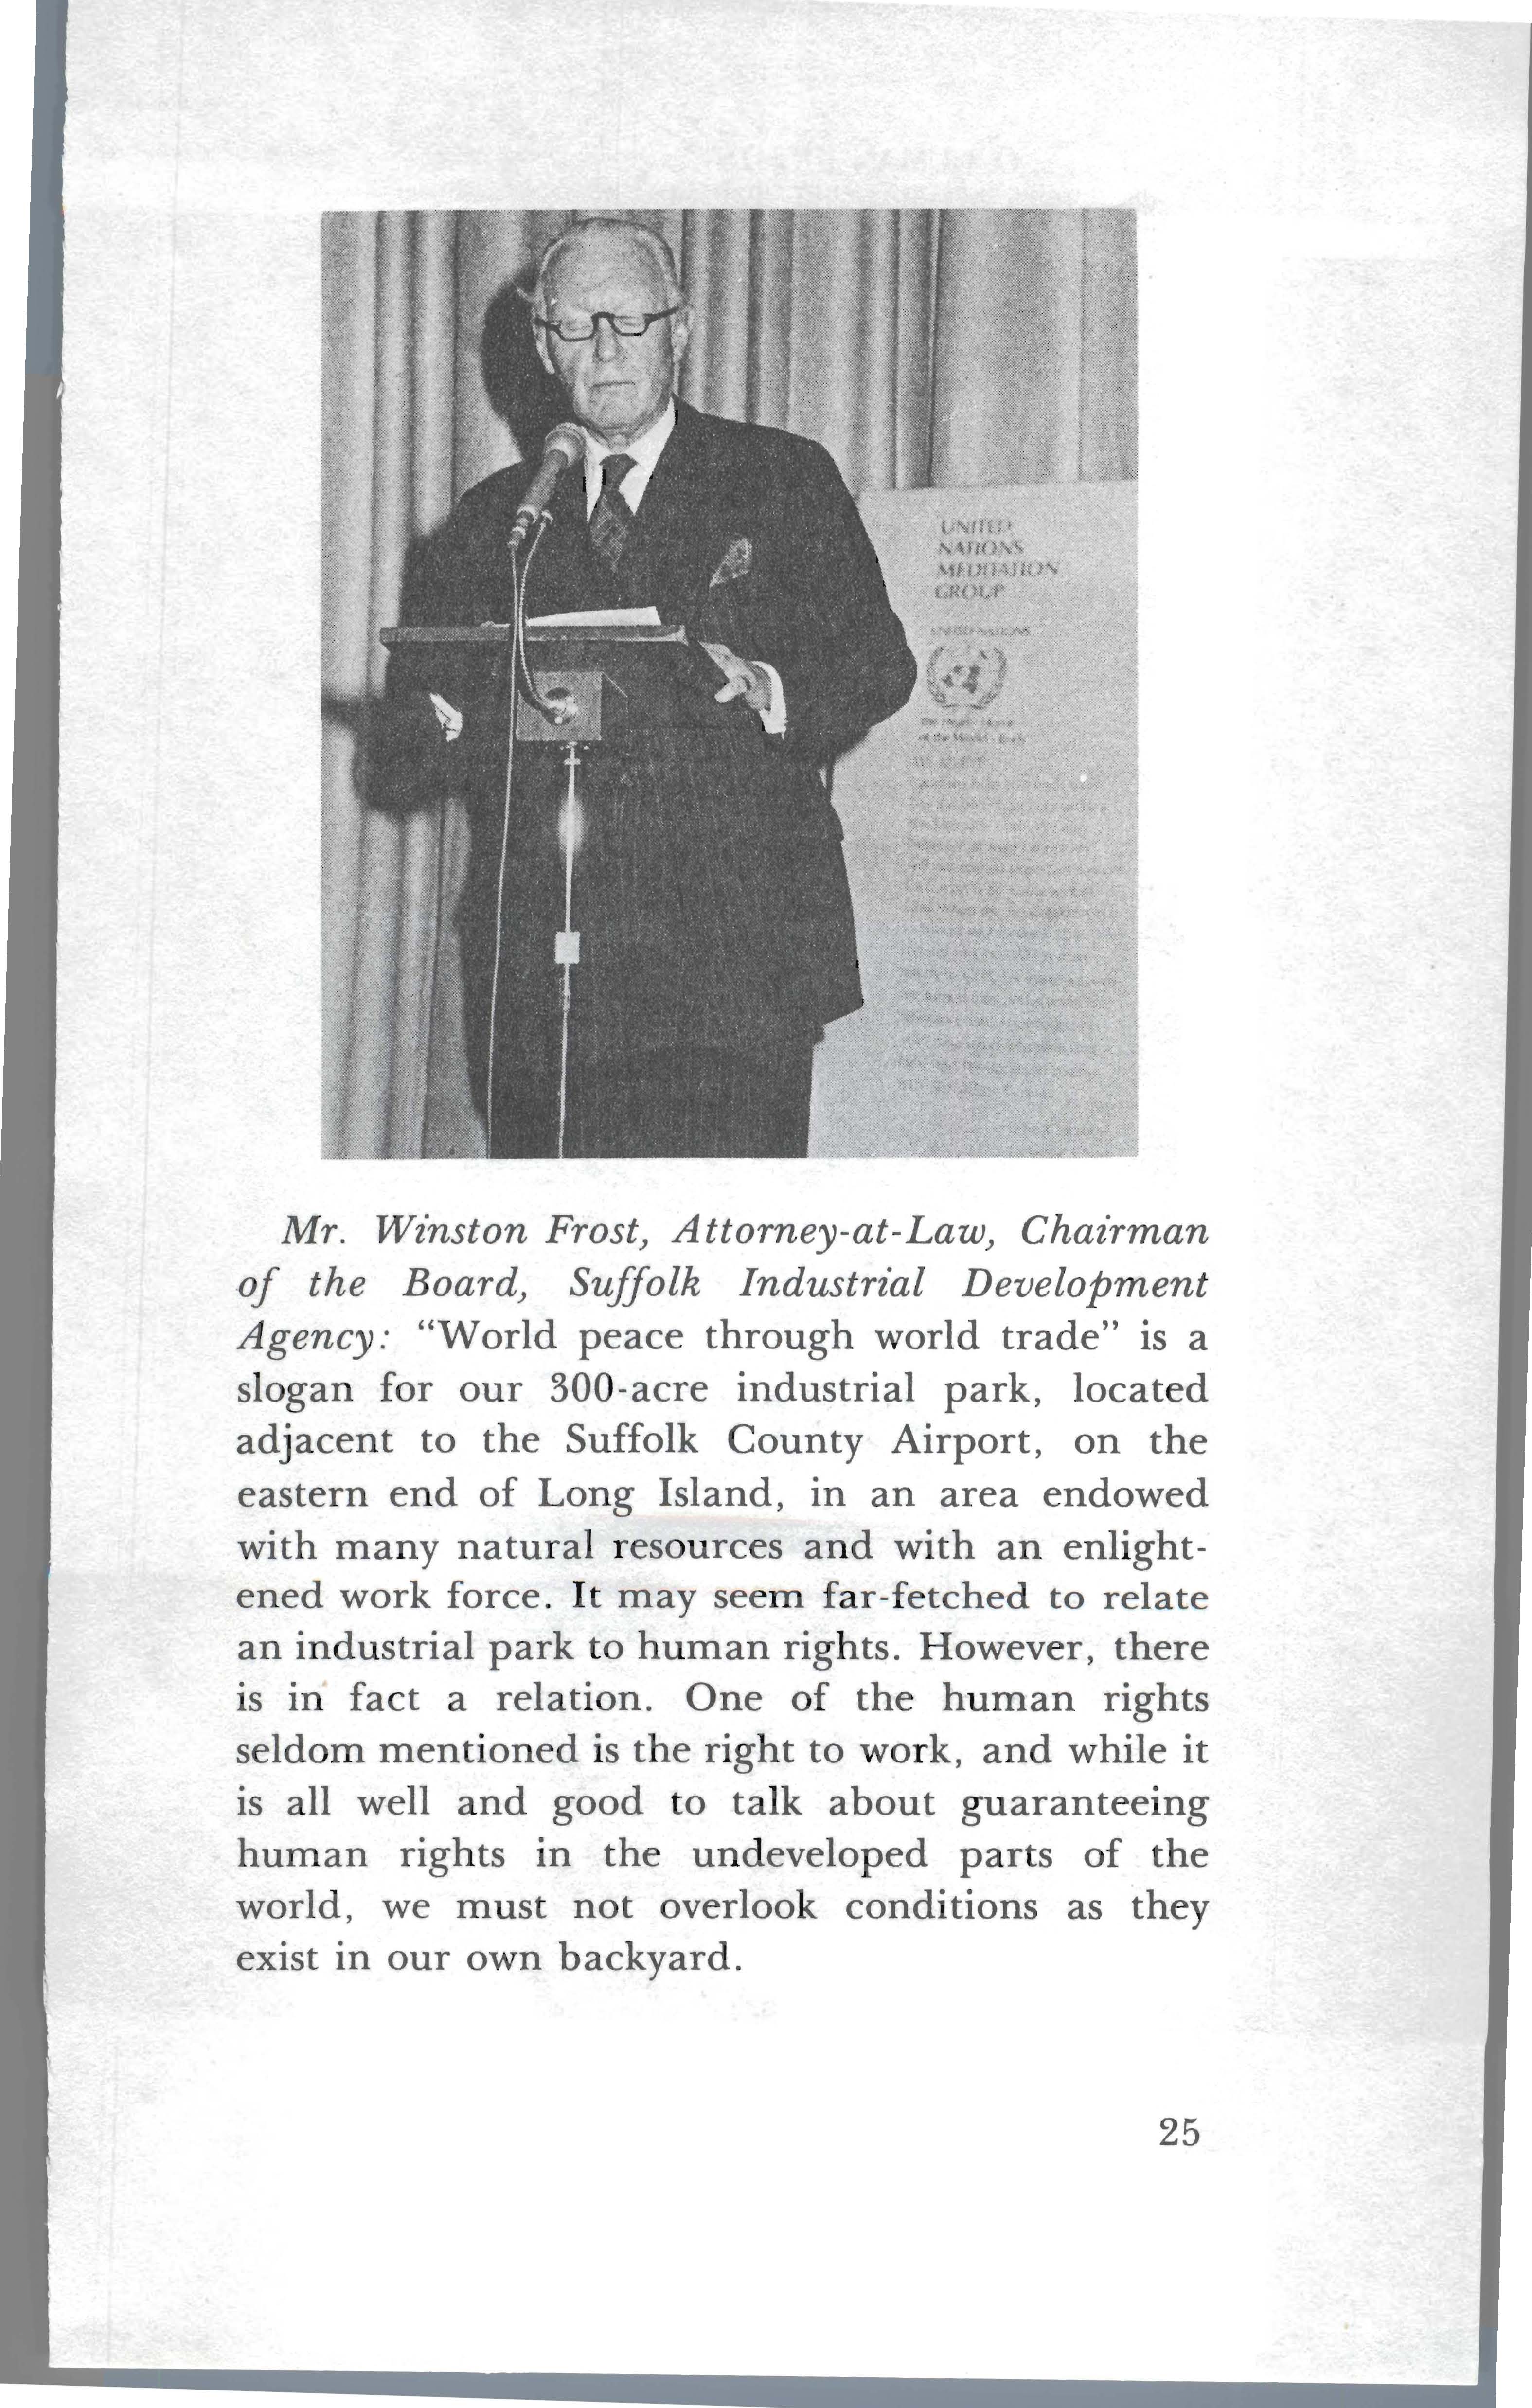 UNITED
NATIONS
MEDITATION
GROUP
UNITED NATIONS
Mr. Winston Frost, Attorney-at-Law, Chairman
of the Board, Suffolk Industrial Development
Agency: “World peace through world trade” is a
slogan for our 300-acre industrial park, located
adjacent to the Suffolk County Airport, on the
eastern end of Long Island, in an area endowed
with many natural resources and with an enlight-
ened work force. It may seem far-fetched to relate
an industrial park to human rights. However, there
is in fact a relation. One of the human rights
seldom mentioned is the right to work, and while it
is all well and good to talk about guaranteeing
human rights in the undeveloped parts of the
world, we must not overlook conditions as they
exist in our own backyard.
25